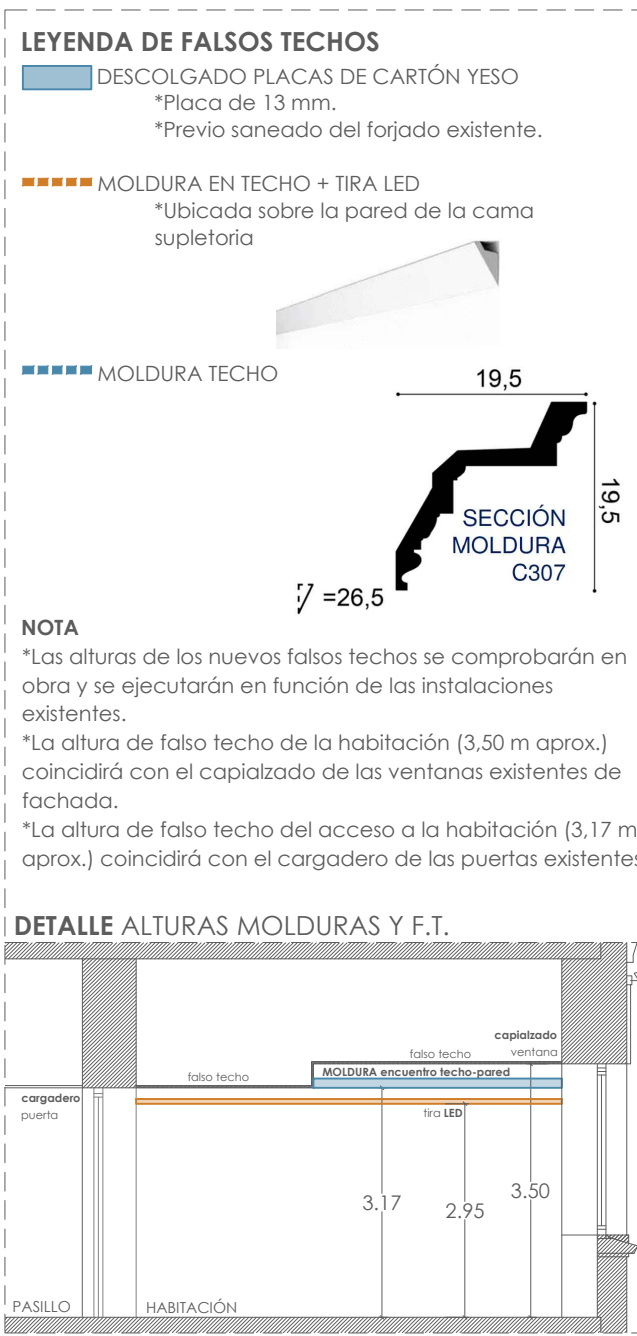 LEYENDA DE FALSOS TECHOS
DESCOLGADO PLACAS DE CARTÓN YESO
*Placa de 13 mm.
*Previo saneado del forjado existente.
MOLDURA EN TECHO + TIRA LED
*Ubicada sobre la pared de la cama
supletoria
MOLDURA TECHO
19,5
19,5
SECCIÓN
MOLDURA
C307
=26,5
NOTA
*Las alturas de los nuevos falsos techos se comprobarán en
obra y se ejecutarán en función de las instalaciones
existentes.
*La altura de falso techo de la habitación (3,50 m aprox.)
coincidirá con el capialzado de las ventanas existentes de
fachada.
*La altura de falso techo del acceso a la habitación (3,17 m
aprox.) coincidirá con el cargadero de las puertas existentes
DETALLE ALTURAS MOLDURAS Y F.T.
capialzado
ventana
falso techo
falso techo
MOLDURA encuentro techo-pared
cargadero
puerta
tira LED
3.17
2.95
3.50
PASILLO
HABITACIÓN